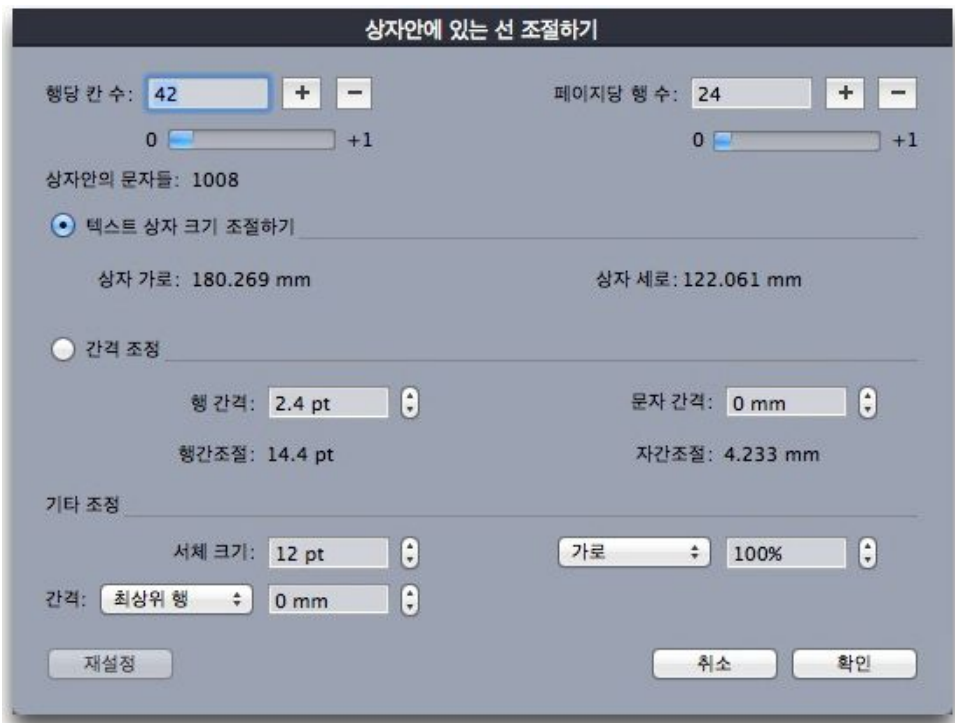 상자안에 있는 선 조절하기
행당 칸 수: 42 + − 페이지당 행 수: 24 + −
0 +1 0 +1
상자안의 문자들: 1008
텍스트 상자 크기 조절하기
상자 가로: 180.269 mm 상자 세로: 122.061 mm
간격 조정
행 간격: 2.4 pt 문자 간격: 0 mm
행간조절: 14.4 pt 자간조절: 4.233 mm
기타 조정
서체 크기: 12 pt 가로 100%
간격: 최상위 행 0 mm
재설정 취소 확인